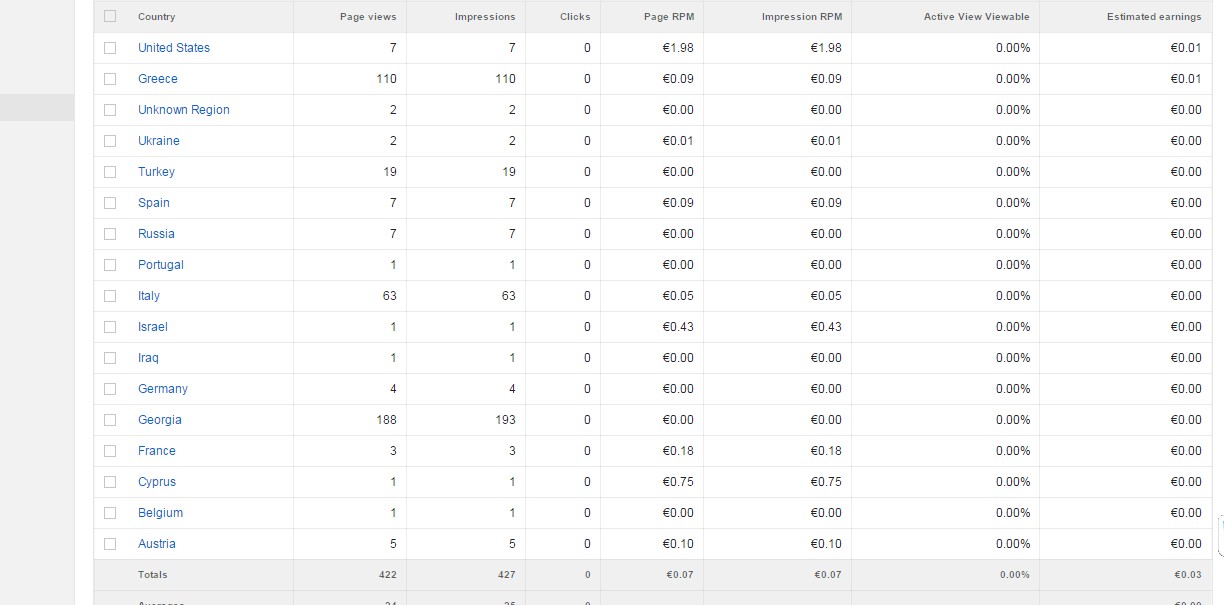 Country Page views Impressions Clicks Page RPM Impression RPM Active View Viewable Estimated earnings
United States 7 7 0 €1.98 €1.98 0.00% €0.01
Greece 110 110 0 €0.09 €0.09 0.00% €0.01
Unknown Region 2 2 0 €0.00 €0.00 0.00% €0.00
Ukraine 2 2 0 €0.01 €0.01 0.00% €0.00
Turkey 19 19 0 €0.00 €0.00 0.00% €0.00
Spain 7 7 0 €0.09 €0.09 0.00% €0.00
Russia 7 7 0 €0.00 €0.00 0.00% €0.00
Portugal 1 1 0 €0.00 €0.00 0.00% €0.00
Italy 63 63 0 €0.05 €0.05 0.00% €0.00
Israel 1 1 0 €0.43 €0.43 0.00% €0.00
Iraq 1 1 0 €0.00 €0.00 0.00% €0.00
Germany 4 4 0 €0.00 €0.00 0.00% €0.00
Georgia 188 193 0 €0.00 €0.00 0.00% €0.00
France 3 3 0 €0.18 €0.18 0.00% €0.00
Cyprus 1 1 0 €0.75 €0.75 0.00% €0.00
Belgium 1 1 0 €0.00 €0.00 0.00% €0.00
Austria 5 5 0 €0.10 €0.10 0.00% €0.00
Totals 422 427 0 €0.07 €0.07 0.00% €0.03